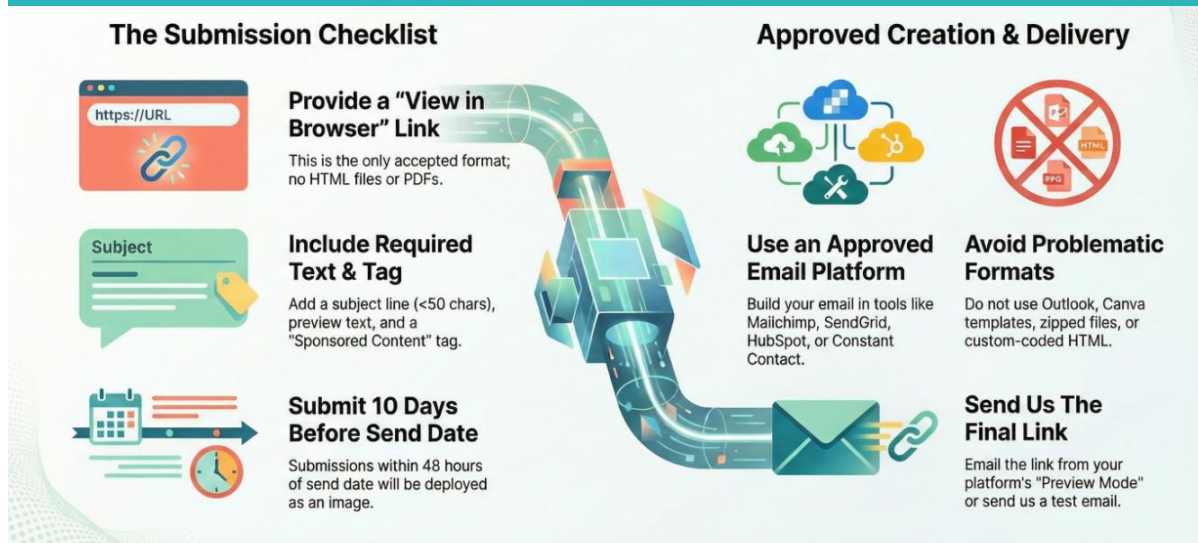 The Submission Checklist
https://URL
Provide a "View in
Browser" Link
This is the only accepted format;
no HTML files or PDFs.
Subject
Include Required
Text & Tag
Add a subject line (<50 chars),
preview text, and a
"Sponsored Content" tag.
Submit 10 Days
Before Send Date
Submissions within 48 hours
of send date will be deployed
as an image.
Approved Creation & Delivery
HTML
PPG
Use an Approved
Email Platform
Build your email in tools like
Mailchimp, SendGrid,
HubSpot, or Constant
Contact.
Avoid Problematic
Formats
Do not use Outlook, Canva
templates, zipped files, or
custom-coded HTML.
Send Us The
Final Link
Email the link from your
platform's "Preview Mode"
or send us a test email.